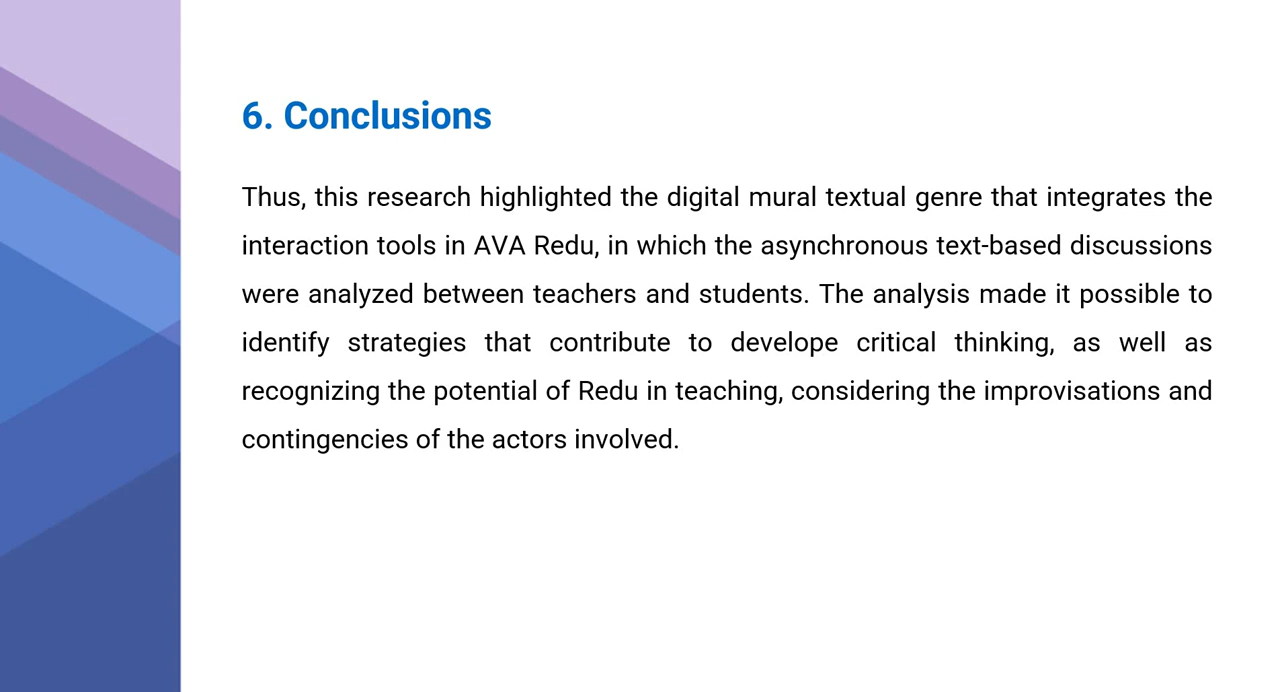 6. Conclusions
Thus, this research highlighted the digital mural textual genre that integrates the
interaction tools in AVA Redu, in which the asynchronous text-based discussions
were analyzed between teachers and students. The analysis made it possible to
identify strategies that contribute to develope critical thinking, as well as
recognizing the potential of Redu in teaching, considering the improvisations and
contingencies of the actors involved.